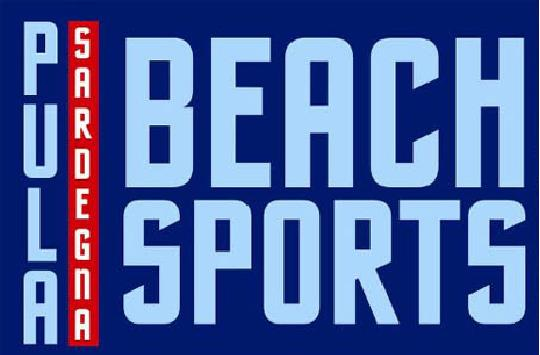 PULA
SARDEGNA
BEACH
SPORTS